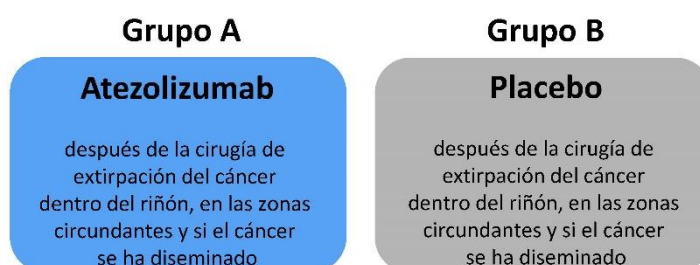 Grupo A
Atezolizumab
después de la cirugía de
extirpación del cáncer
dentro del riñón, en las zonas
circundantes y si el cáncer
se ha diseminado
Grupo B
Placebo
después de la cirugía de
extirpación del cáncer
dentro del riñón, en las zonas
circundantes y si el cáncer
se ha diseminado